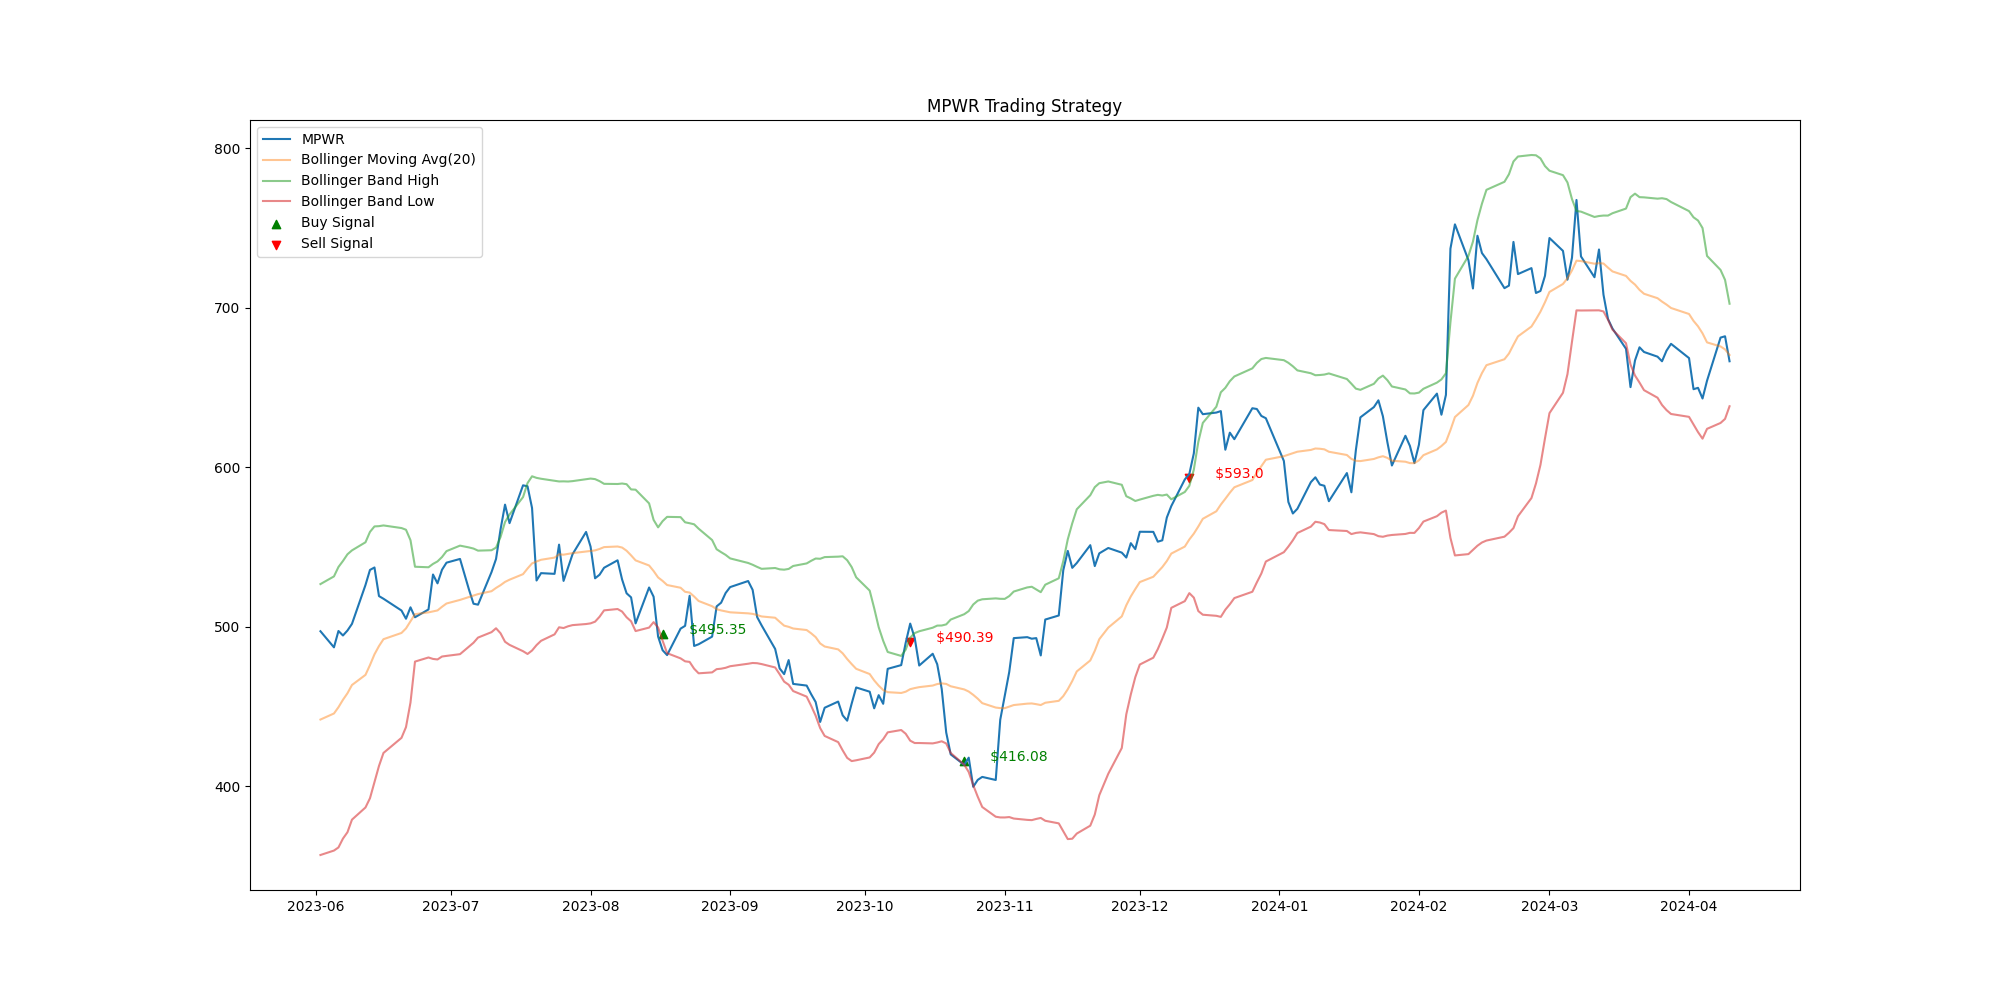 MPWR Trading Strategy
MPWR
Bollinger Moving Avg(20)
Bollinger Band High
Bollinger Band Low
Buy Signal
Sell Signal
800
700
600
500
400
$495.35
$490.39
$416.08
$593.0
2023-06
2023-07
2023-08
2023-09
2023-10
2023-11
2023-12
2024-01
2024-02
2024-03
2024-04